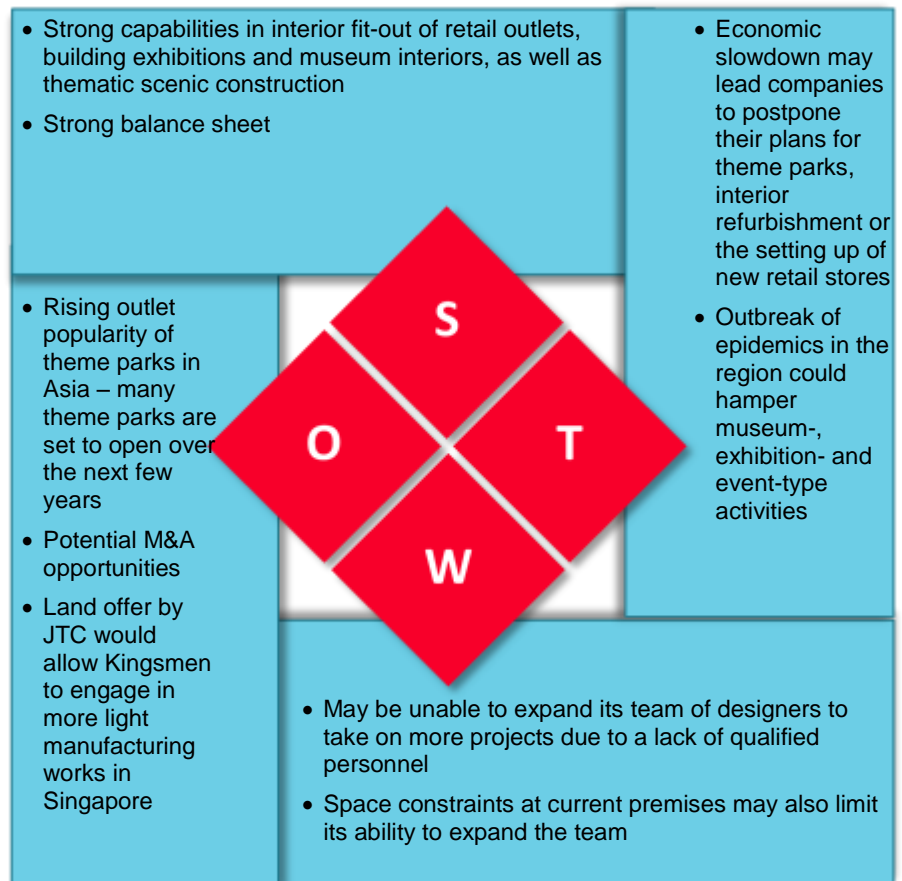 • Strong capabilities in interior fit-out of retail outlets,
building exhibitions and museum interiors, as well as
thematic scenic construction
• Strong balance sheet
• Economic
slowdown may
lead companies
to postpone
their plans for
theme parks,
interior
refurbishment or
the setting up of
new retail stores
• Outbreak of
epidemics in the
region could
hamper
museum-,
exhibition- and
event-type
activities
• Rising outlet
popularity of
theme parks in
Asia – many
theme parks are
set to open over
the next few
years
• Potential M&A
opportunities
• Land offer by
JTC would
allow Kingsmen
to engage in
more light
manufacturing
works in
Singapore
S
O
T
W
• May be unable to expand its team of designers to
take on more projects due to a lack of qualified
personnel
• Space constraints at current premises may also limit
its ability to expand the team